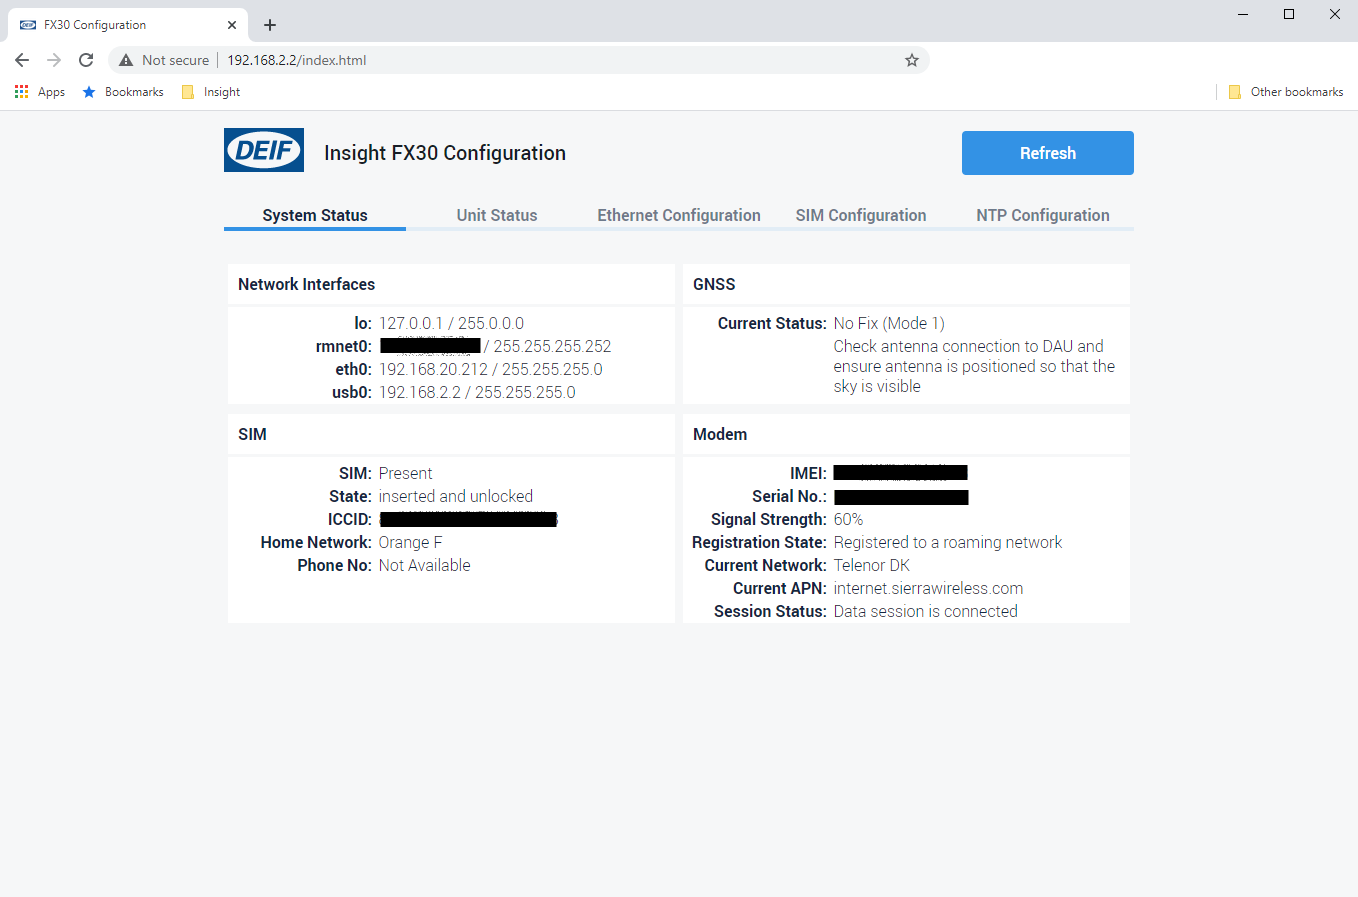 FX30 Configuration
Not secure 192.168.2.2/index.html
Apps Bookmarks Insight Other bookmarks
DEIF Insight FX30 Configuration Refresh
System Status Unit Status Ethernet Configuration SIM Configuration NTP Configuration
Network Interfaces
lo: 127.0.0.1 / 255.0.0.0
rmnet0: / 255.255.255.252
eth0: 192.168.20.212 / 255.255.255.0
usb0: 192.168.2.2 / 255.255.255.0
GNSS
Current Status: No Fix (Mode 1)
Check antenna connection to DAU and
ensure antenna is positioned so that the
sky is visible
SIM
SIM: Present
State: inserted and unlocked
ICCID:
Home Network: Orange F
Phone No: Not Available
Modem
IMEI:
Serial No.:
Signal Strength: 60%
Registration State: Registered to a roaming network
Current Network: Telenor DK
Current APN: internet.sierrawireless.com
Session Status: Data session is connected